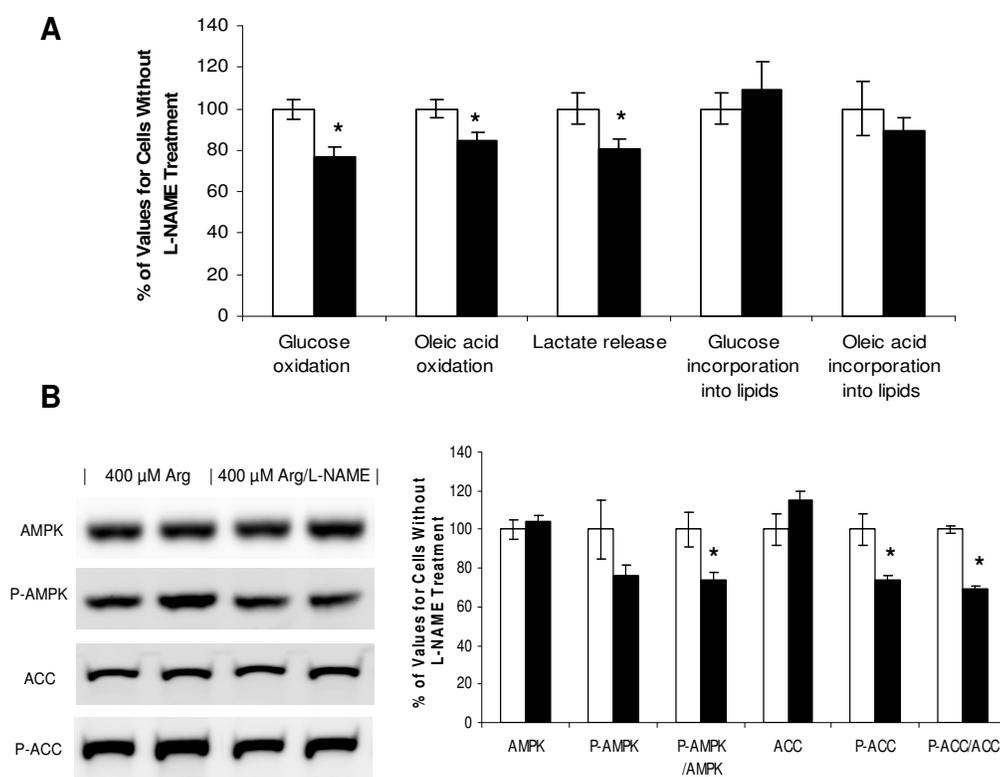 A
% of Values for Cells Without
L-NAME Treatment
140
120
100
80
60
40
20
0
*
*
*
Glucose
oxidation
Oleic acid
oxidation
Lactate release
Glucose
incorporation
into lipids
Oleic acid
incorporation
into lipids
B
| 400 µM Arg | 400 µM Arg/L-NAME |
AMPK
P-AMPK
ACC
P-ACC
% of Values for Cells Without
L-NAME Treatment
140
120
100
80
60
40
20
0
*
*
*
AMPK
P-AMPK
P-AMPK
/AMPK
ACC
P-ACC
P-ACC/ACC